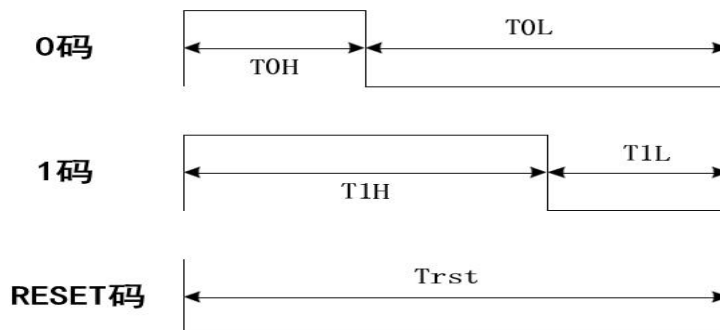 0码
T0H
T0L
1码
T1H
T1L
RESET码
Trst